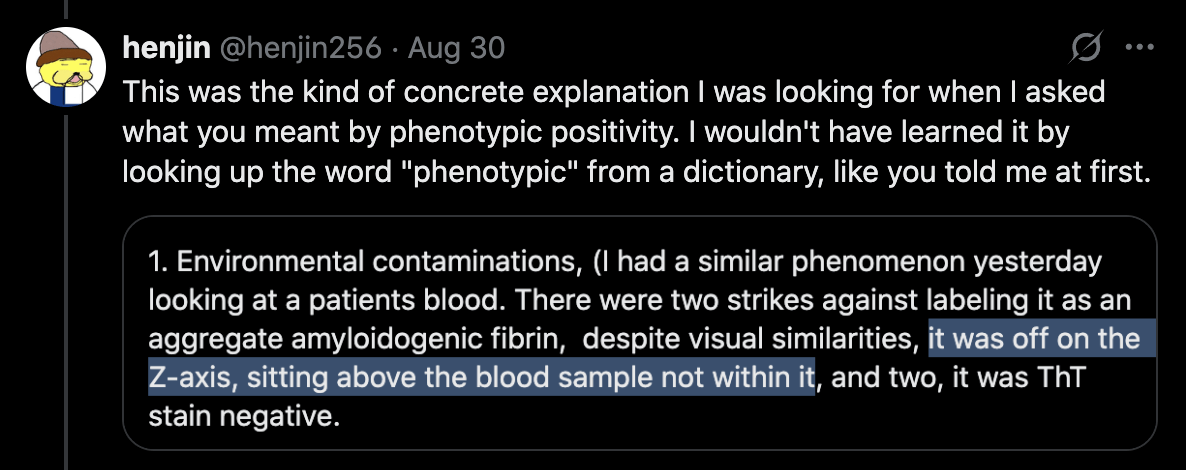 henjin @henjin256 · Aug 30
This was the kind of concrete explanation I was looking for when I asked
what you meant by phenotypic positivity. I wouldn't have learned it by
looking up the word "phenotypic" from a dictionary, like you told me at first.
1. Environmental contaminations, (I had a similar phenomenon yesterday
looking at a patients blood. There were two strikes against labeling it as an
aggregate amyloidogenic fibrin,  despite visual similarities, it was off on the
Z-axis, sitting above the blood sample not within it, and two, it was ThT
stain negative.